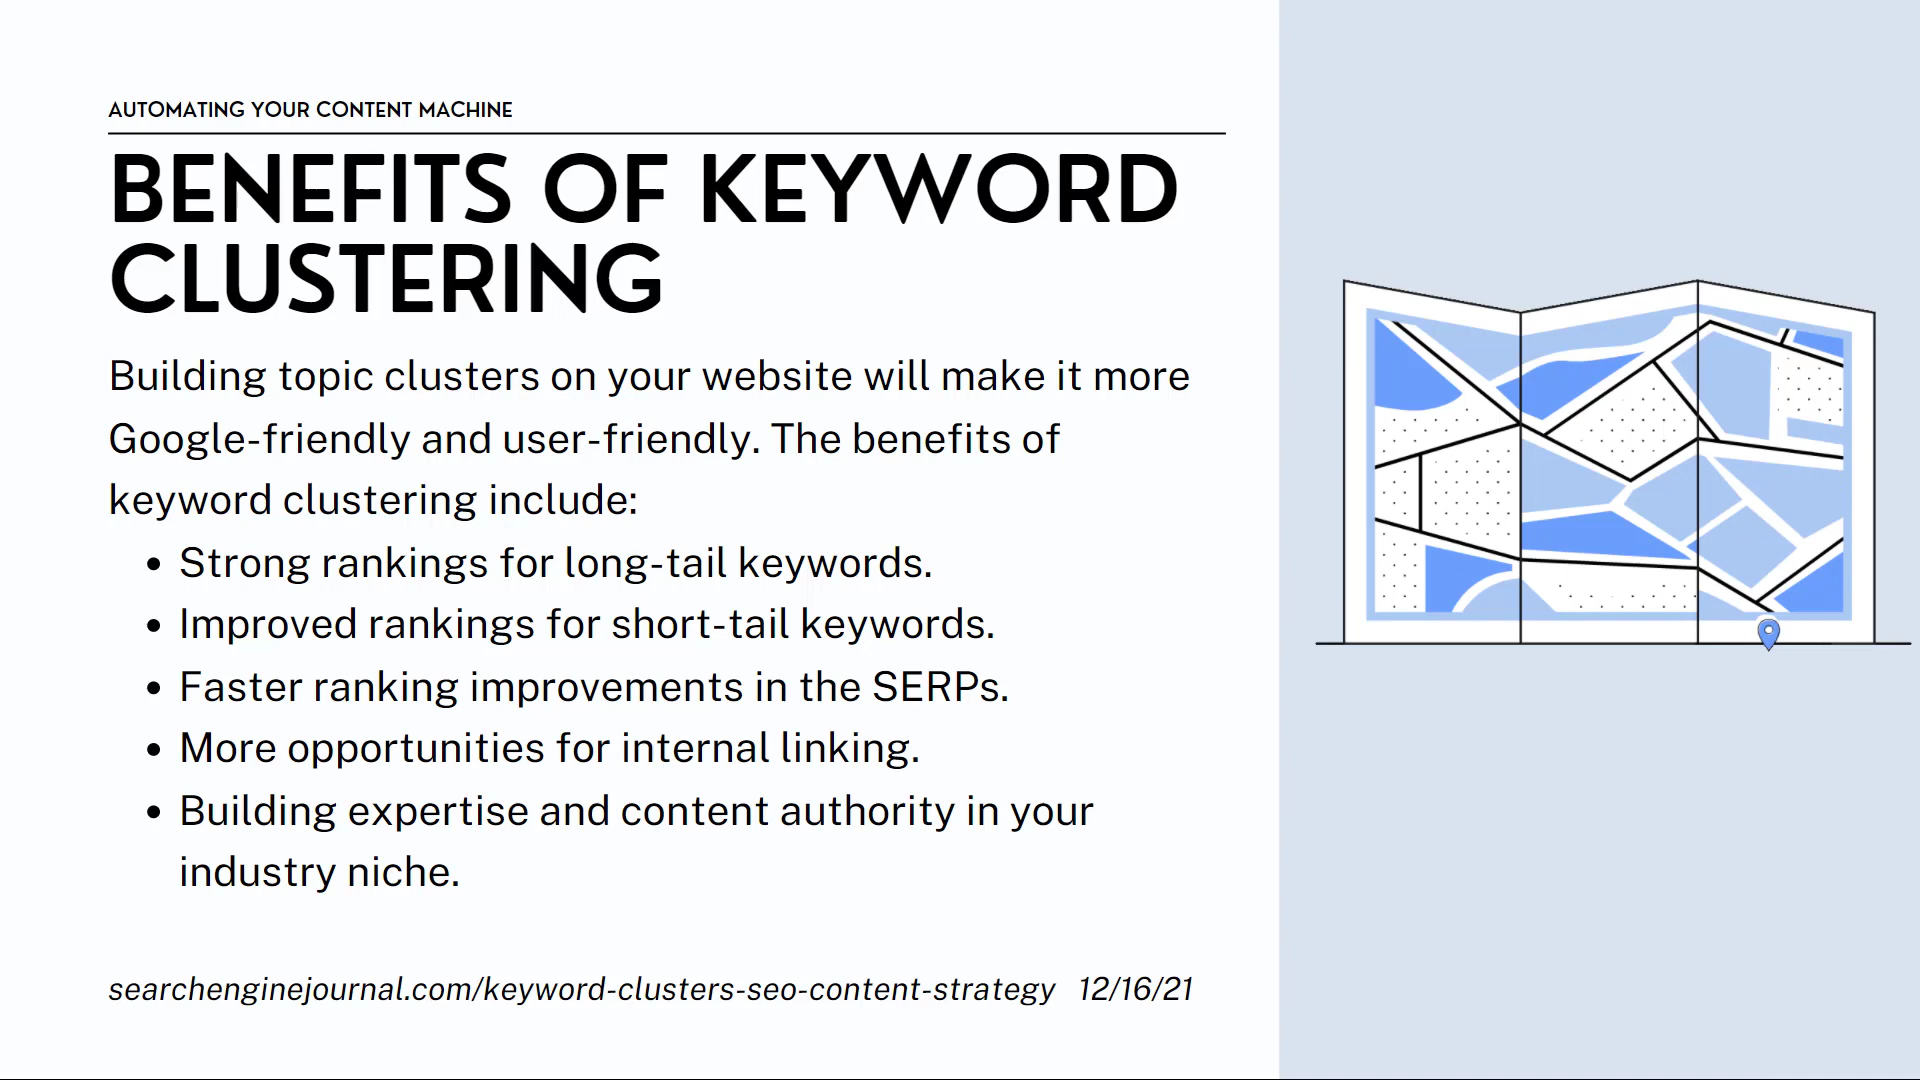 AUTOMATING YOUR CONTENT MACHINE
BENEFITS OF KEYWORD
CLUSTERING
Building topic clusters on your website will make it more
Google-friendly and user-friendly. The benefits of
keyword clustering include:
• Strong rankings for long-tail keywords.
• Improved rankings for short-tail keywords.
• Faster ranking improvements in the SERPs.
• More opportunities for internal linking.
• Building expertise and content authority in your
industry niche.
searchenginejournal.com/keyword-clusters-seo-content-strategy 12/16/21